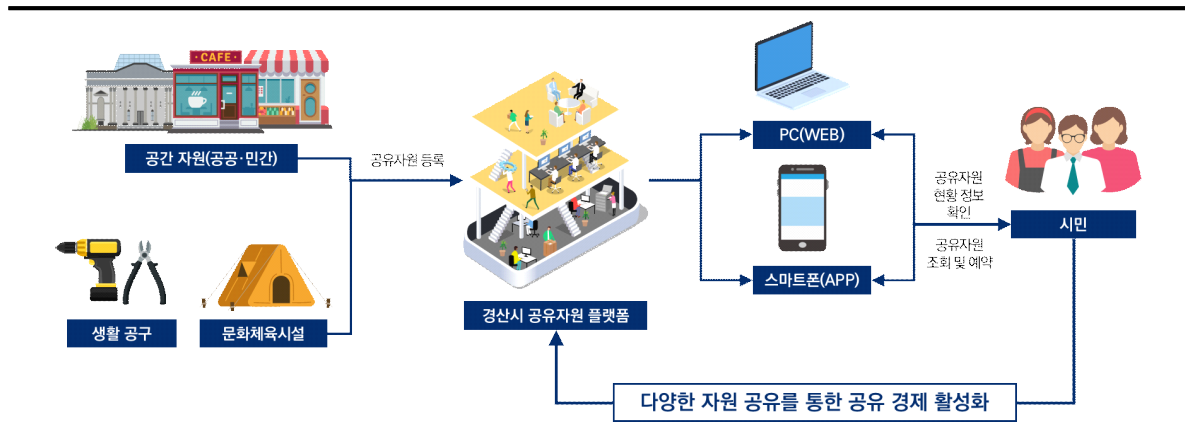 · CAFE ·
공간 자원(공공·민간)
공유자원 등록
생활 공구
문화체육시설
경산시 공유자원 플랫폼
PC(WEB)
스마트폰(APP)
공유자원
현황 정보
확인
공유자원
조회 및 예약
시민
다양한 자원 공유를 통한 공유 경제 활성화